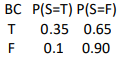 BC P(S=T) P(S=F)
T 0.35 0.65
F 0.1 0.90